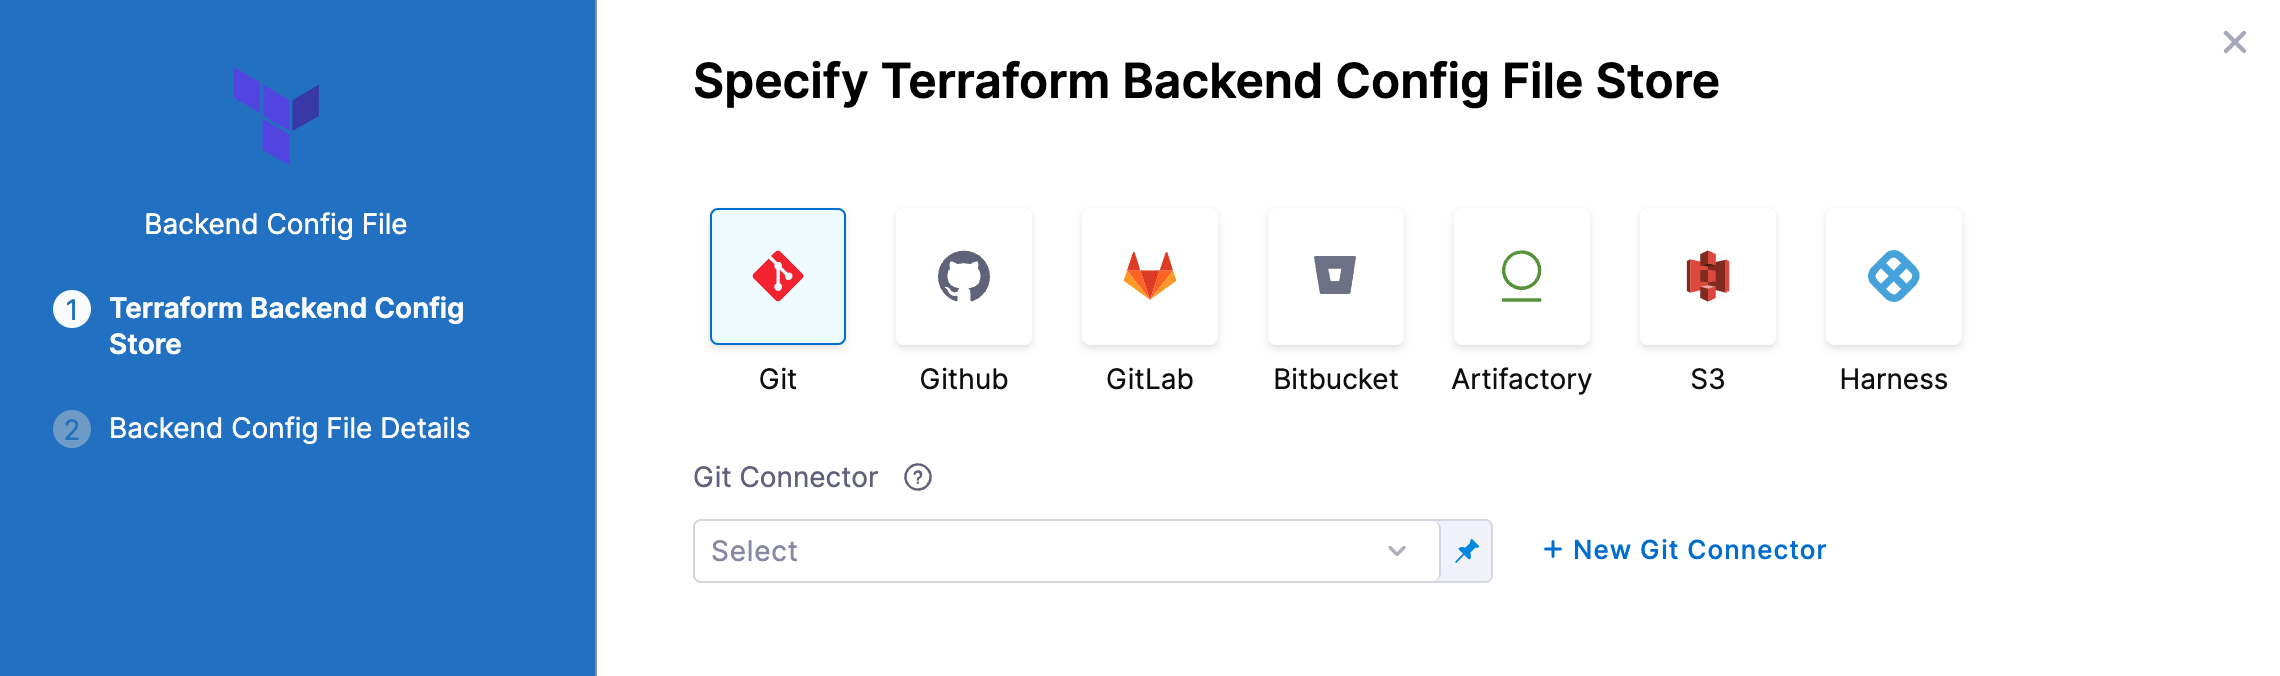 Backend Config File
1 Terraform Backend Config
Store
2 Backend Config File Details
Specify Terraform Backend Config File Store
Git
Github
GitLab
Bitbucket
Artifactory
S3
Harness
Git Connector ?
Select
+ New Git Connector